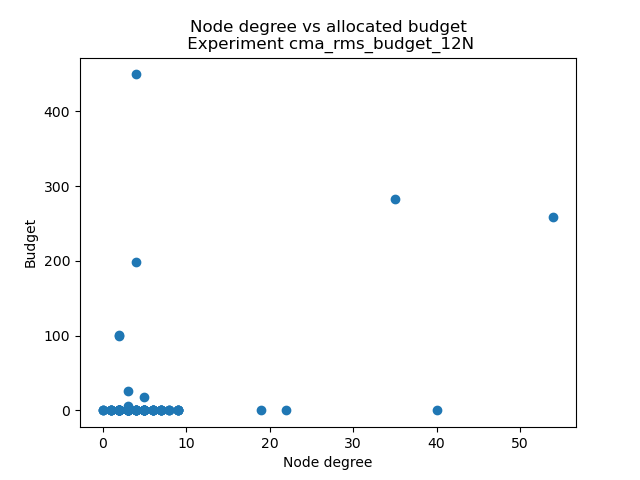 Node degree vs allocated budget
Experiment cma_rms_budget_12N
400
300
200
100
0
Budget
0 10 20 30 40 50
Node degree